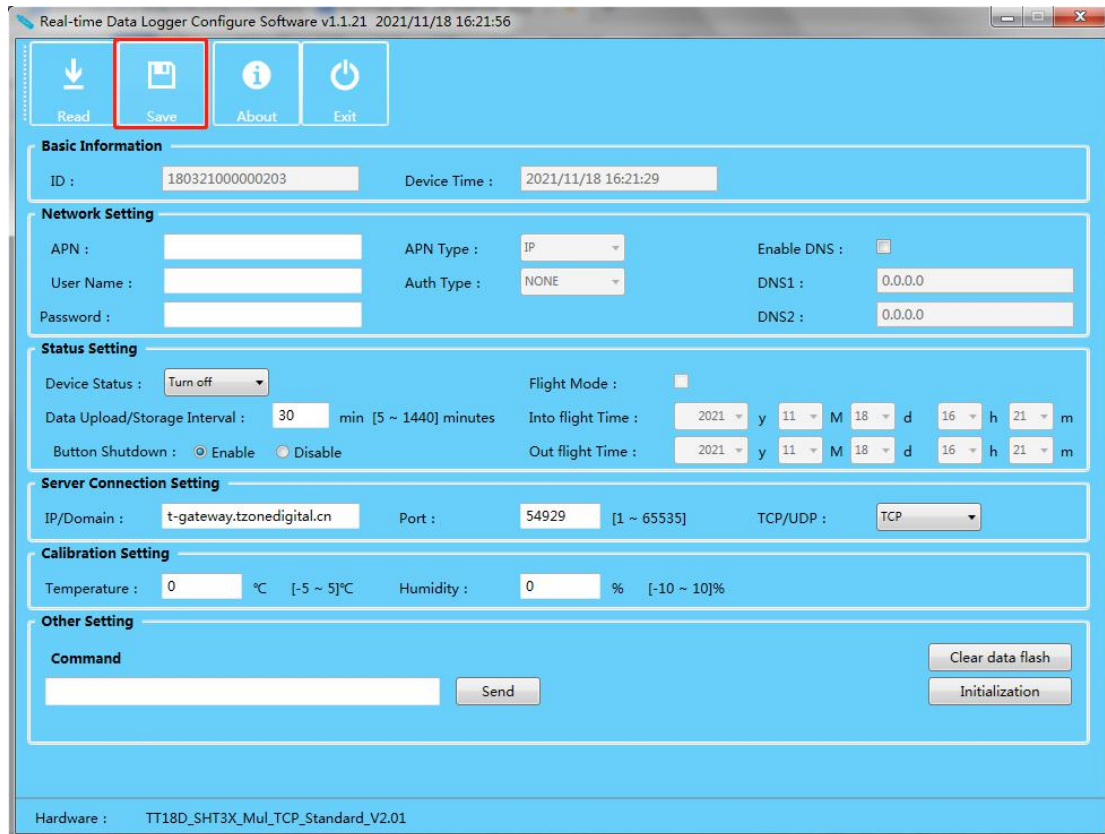 Real-time Data Logger Configure Software v1.1.21 2021/11/18 16:21:56
Read Save About Exit
Basic Information
ID : 180321000000203 Device Time : 2021/11/18 16:21:29
Network Setting
APN : APN Type : IP Enable DNS :
User Name : Auth Type : NONE DNS1 : 0.0.0.0
Password : DNS2 : 0.0.0.0
Status Setting
Device Status : Turn off Flight Mode :
Data Upload/Storage Interval : 30 min [5 ~ 1440] minutes Into flight Time : 2021 y 11 M 18 d 16 h 21 m
Button Shutdown : Enable Disable Out flight Time : 2021 y 11 M 18 d 16 h 21 m
Server Connection Setting
IP/Domain : t-gateway.tzonedigital.cn Port : 54929 [1 ~ 65535] TCP/UDP : TCP
Calibration Setting
Temperature : 0 ℃ [-5 ~ 5]℃ Humidity : 0 % [-10 ~ 10]%
Other Setting
Command Clear data flash
Send Initialization
Hardware : TT18D_SHT3X_Mul_TCP_Standard_V2.01